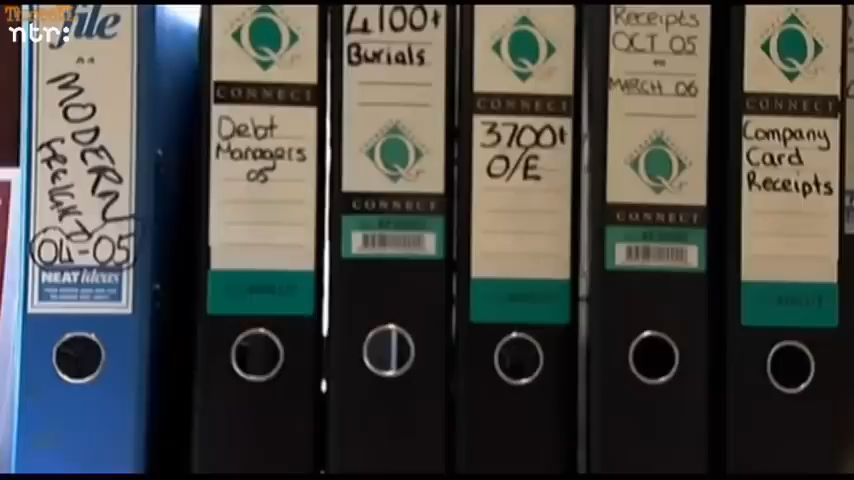 ntr:
file
MODERN
04-05
NEAT ideas
Q
CONNECT
Debt
Managers
05
4100+
Burials
Q
CONNECT
Q
CONNECT
3700+
O/E
Receipts
OCT 05
MARCH 06
Q
CONNECT
Q
CONNECT
Company
Card
Receipts